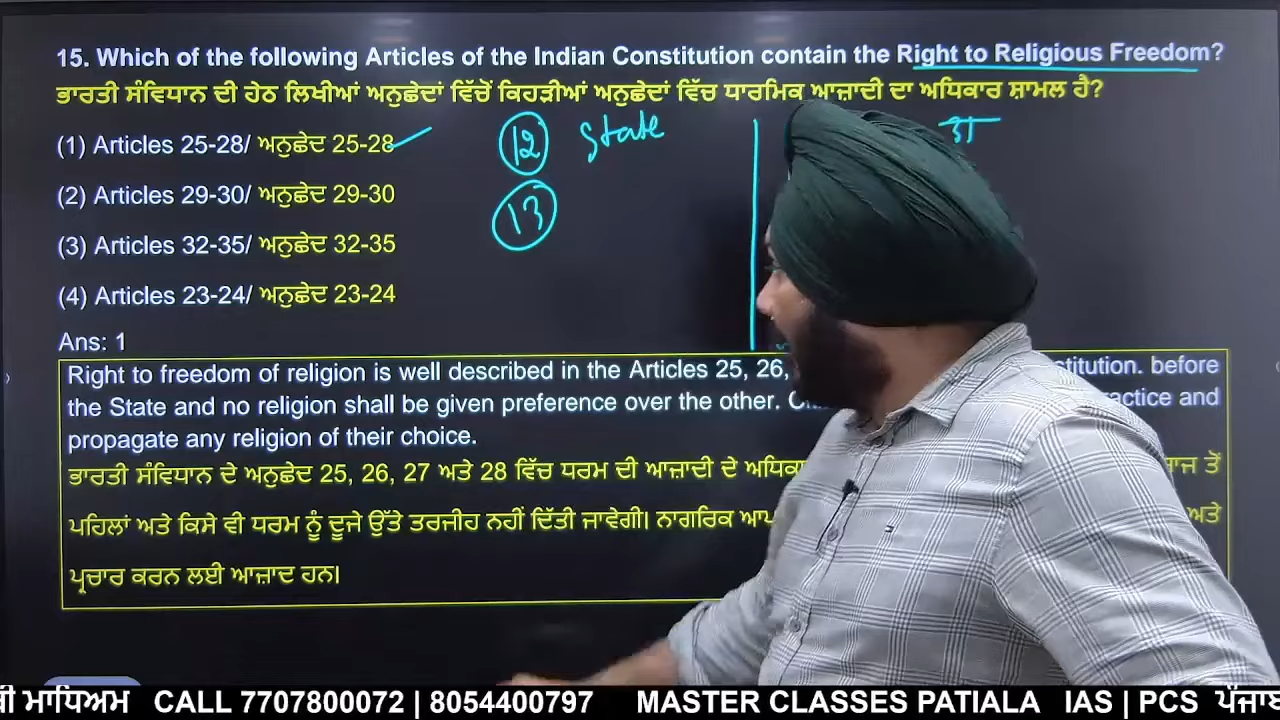 15. Which of the following Articles of the Indian Constitution contain the Right to Religious Freedom?
ਭਾਰਤੀ ਸੰਵਿਧਾਨ ਦੀ ਹੇਠ ਲਿਖੀਆਂ ਅਨੁਛੇਦਾਂ ਵਿੱਚੋਂ ਕਿਹੜੀਆਂ ਅਨੁਛੇਦਾਂ ਵਿੱਚ ਧਾਰਮਿਕ ਆਜ਼ਾਦੀ ਦਾ ਅਧਿਕਾਰ ਸ਼ਾਮਲ ਹੈ?
(1) Articles 25-28/ ਅਨੁਛੇਦ 25-28
12 State
(2) Articles 29-30/ ਅਨੁਛੇਦ 29-30
13
(3) Articles 32-35/ ਅਨੁਛੇਦ 32-35
(4) Articles 23-24/ ਅਨੁਛੇਦ 23-24
Ans: 1
Right to freedom of religion is well described in the Articles 25, 26, before
the State and no religion shall be given preference over the other. and
propagate any religion of their choice.
ਭਾਰਤੀ ਸੰਵਿਧਾਨ ਦੇ ਅਨੁਛੇਦ 25, 26, 27 ਅਤੇ 28 ਵਿੱਚ ਧਰਮ ਦੀ ਆਜ਼ਾਦੀ ਦੇ ਤੋਂ
ਪਹਿਲਾਂ ਅਤੇ ਕਿਸੇ ਵੀ ਧਰਮ ਨੂੰ ਦੂਜੇ ਉੱਤੇ ਤਰਜੀਹ ਨਹੀਂ ਦਿੱਤੀ ਜਾਵੇਗੀ। ਨਾਗਰਿਕ ਅਤੇ
ਪ੍ਰਚਾਰ ਕਰਨ ਲਈ ਆਜ਼ਾਦ ਹਨ।
ਮਾਧਿਅਮ CALL 7707800072 | 8054400797 MASTER CLASSES PATIALA IAS | PCS